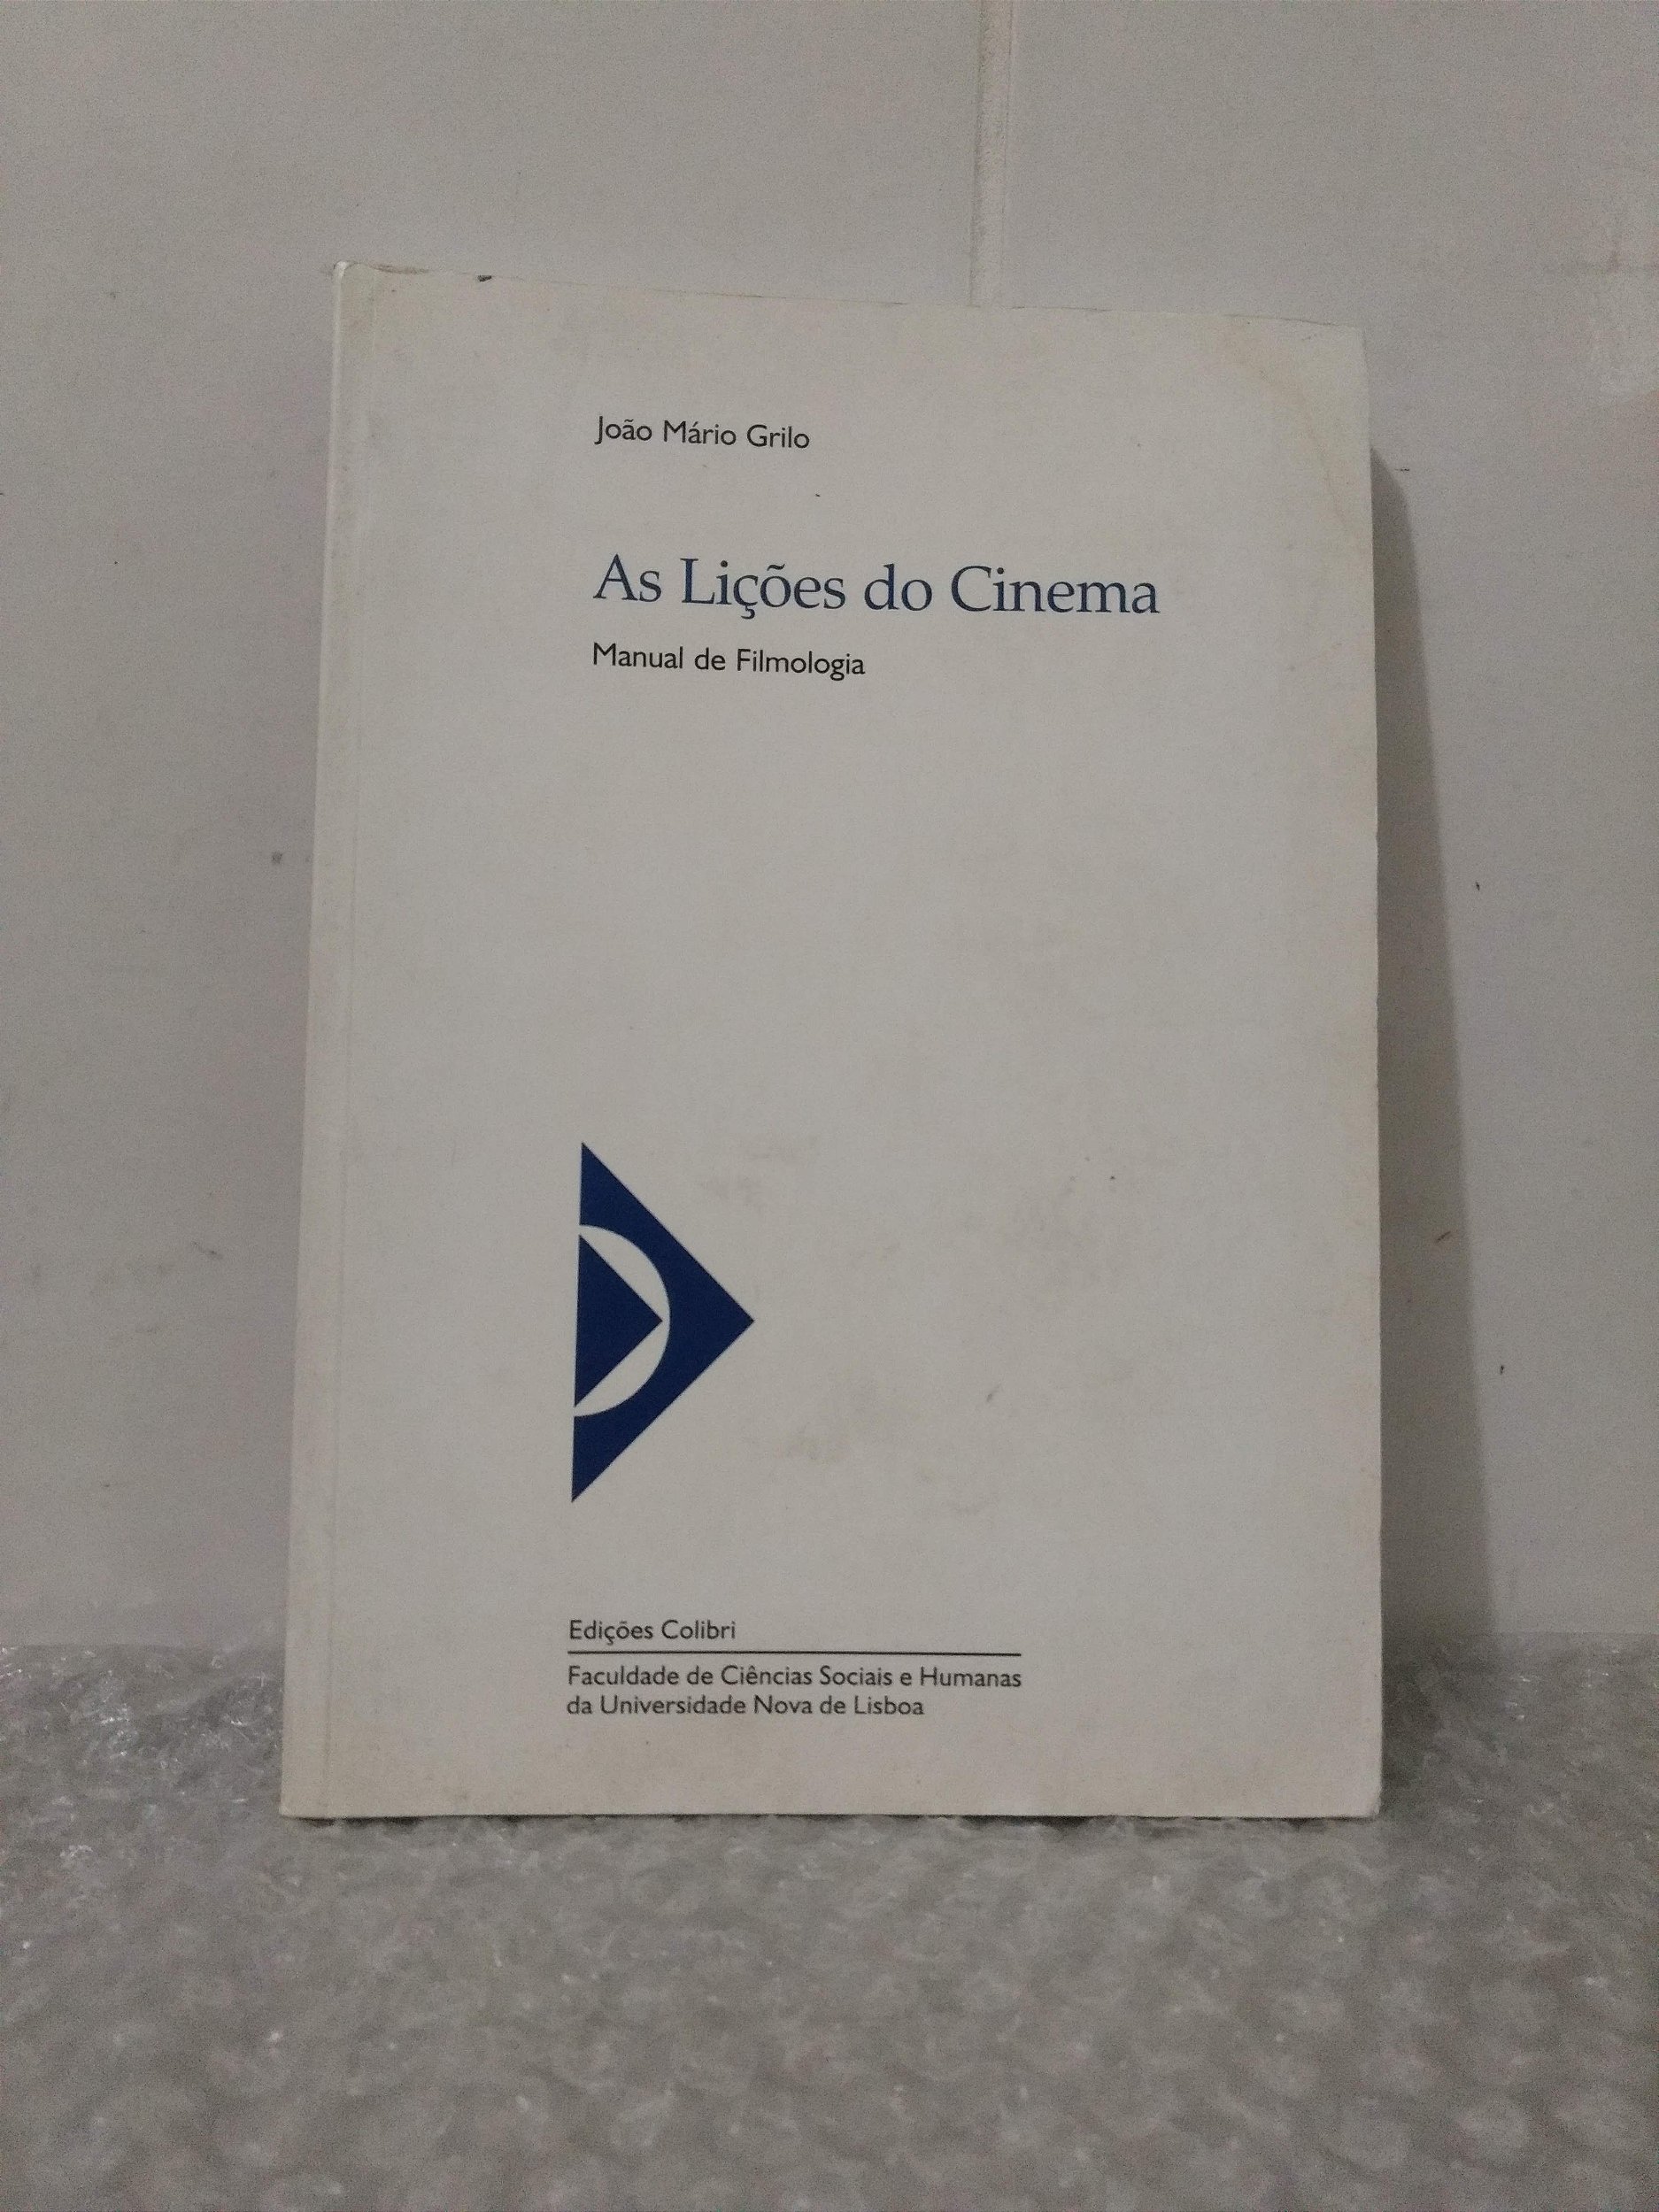 João Mário Grilo
As Lições do Cinema
Manual de Filmologia
Edições Colibri
Faculdade de Ciências Sociais e Humanas
da Universidade Nova de Lisboa